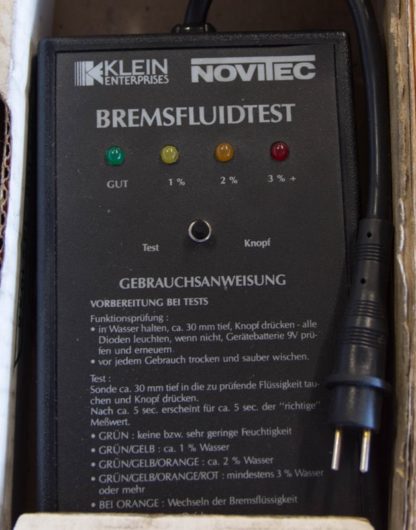 KLEIN
ENTERPRISES
NOVITEC
BREMSFLUIDTEST
GUT 1 % 2 % 3 % +
Test Knopf
GEBRAUCHSANWEISUNG
VORBEREITUNG BEI TESTS
Funktionsprüfung :
• in Wasser halten, ca. 30 mm tief, Knopf drücken - alle
Dioden leuchten, wenn nicht, Gerätebatterie 9V prü-
fen und erneuern.
• vor jedem Gebrauch trocken und sauber wischen.
Test :
Sonde ca. 30 mm tief in die zu prüfende Flüssigkeit tau-
chen und Knopf drücken.
Nach ca. 5 sec. erscheint für ca. 5 sec. der "richtige"
Meßwert.
• GRÜN : keine bzw. sehr geringe Feuchtigkeit
• GRÜN/GELB : ca. 1 % Wasser
• GRÜN/GELB/ORANGE : ca. 2 % Wasser
• GRÜN/GELB/ORANGE/ROT : mindestens 3 % Wasser
oder mehr
• BEI ORANGE : Wechseln der Bremsflüssigkeit